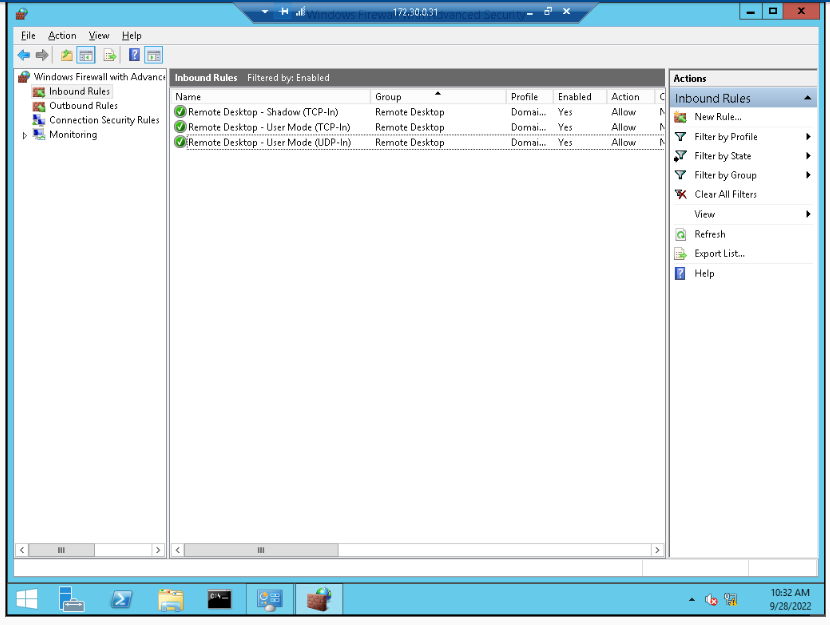 Windows Firewall with Advanced Security
172.30.0.31
File Action View Help
Windows Firewall with Advance
Inbound Rules
Outbound Rules
Connection Security Rules
Monitoring
Inbound Rules Filtered by: Enabled
Name Group Profile Enabled Action C
Remote Desktop - Shadow (TCP-In) Remote Desktop Domai... Yes Allow N
Remote Desktop - User Mode (TCP-In) Remote Desktop Domai... Yes Allow N
Remote Desktop - User Mode (UDP-In) Remote Desktop Domai... Yes Allow N
Actions
Inbound Rules
New Rule...
Filter by Profile
Filter by State
Filter by Group
Clear All Filters
View
Refresh
Export List...
Help
10:32 AM
9/28/2022